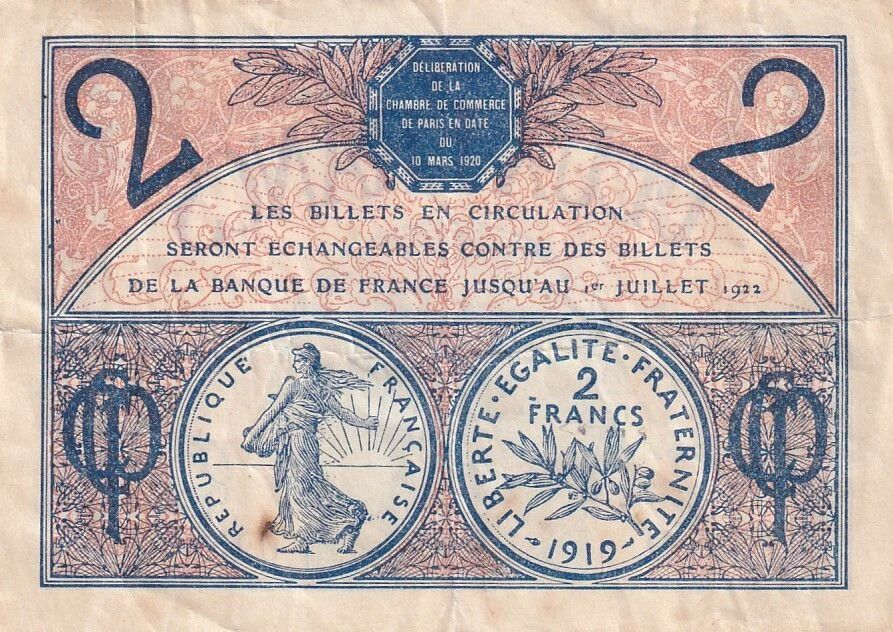 2
2
DÉLIBERATION
DE LA
CHAMBRE DE COMMERCE
DE PARIS EN DATE
DU
10 MARS 1920
LES BILLETS EN CIRCULATION
SERONT ECHANGEABLES CONTRE DES BILLETS
DE LA BANQUE DE FRANCE JUSQU'AU 1er JUILLET 1922
REPUBLIQUE FRANÇAISE
LIBERTE·EGALITE·FRATERNITE
2
FRANCS
1919